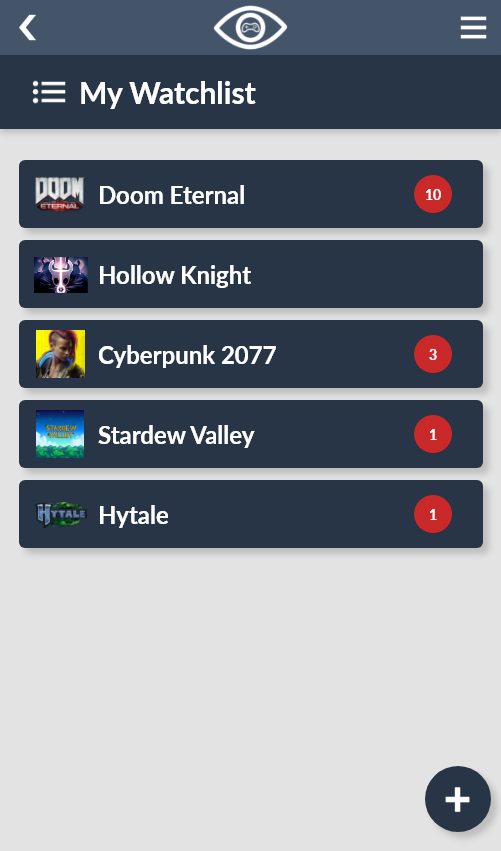 My Watchlist
DOOM
ETERNAL
Doom Eternal
10
Hollow Knight
Cyberpunk 2077
3
STARDEW
VALLEY
Stardew Valley
1
HYTALE
Hytale
1